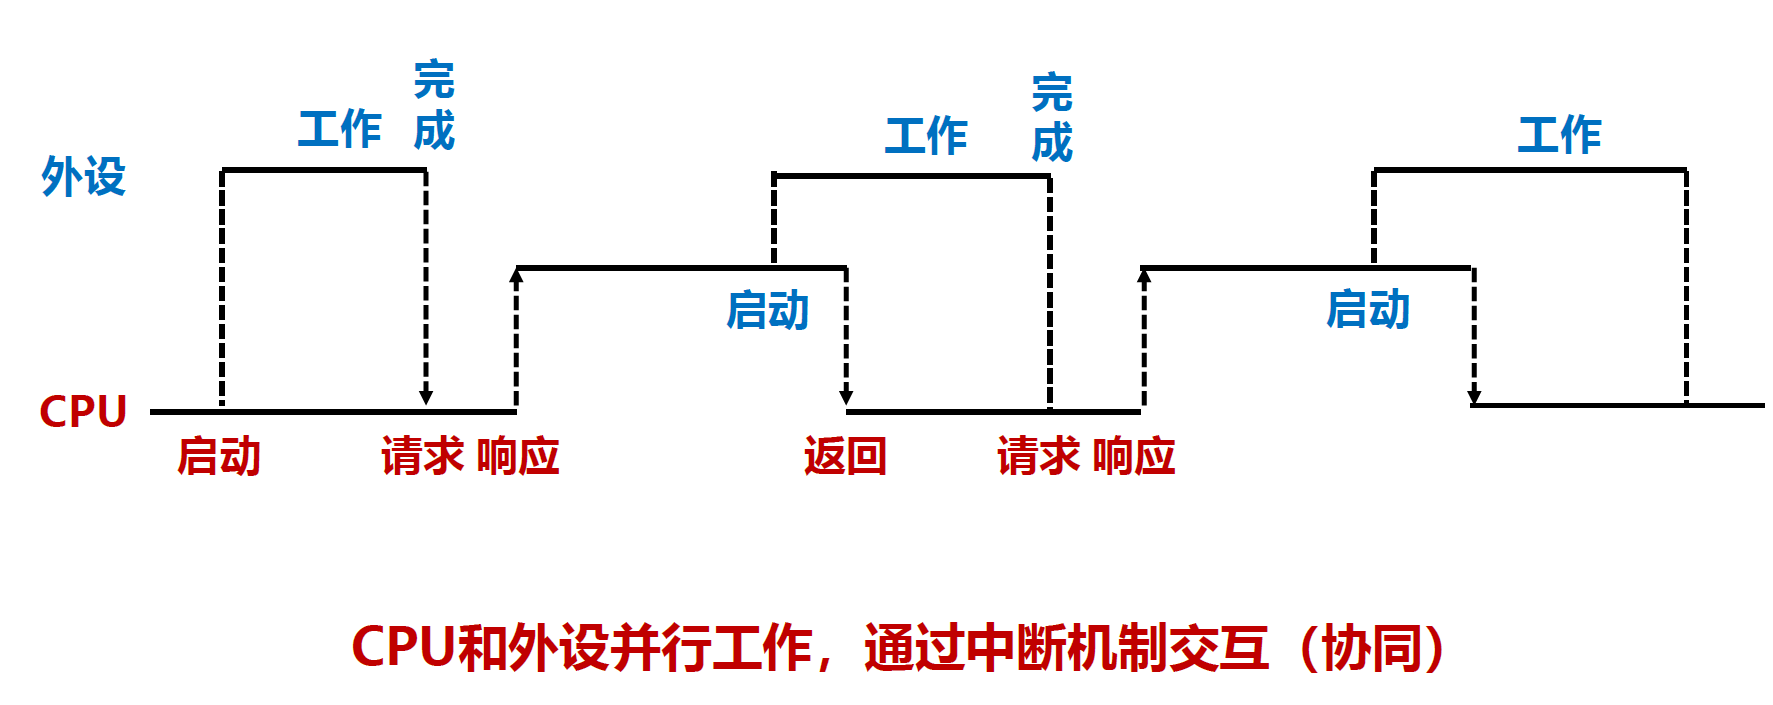 完成
完成
工作
工作
工作
外设
启动
启动
CPU
启动
请求 响应
返回
请求 响应
CPU和外设并行工作，通过中断机制交互（协同）